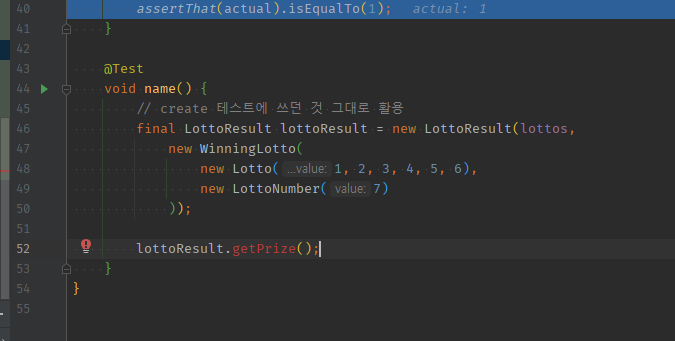 40 assertThat(actual).isEqualTo(1); actual: 1
41 }
42
43 @Test
44 void name() {
45 // create 테스트에 쓰던 것 그대로 활용
46 final LottoResult lottoResult = new LottoResult(lottos,
47 new WinningLotto(
48 new Lotto( ...value: 1, 2, 3, 4, 5, 6),
49 new LottoNumber( value: 7)
50 ));
51
52 lottoResult.getPrize();
53 }
54 }
55